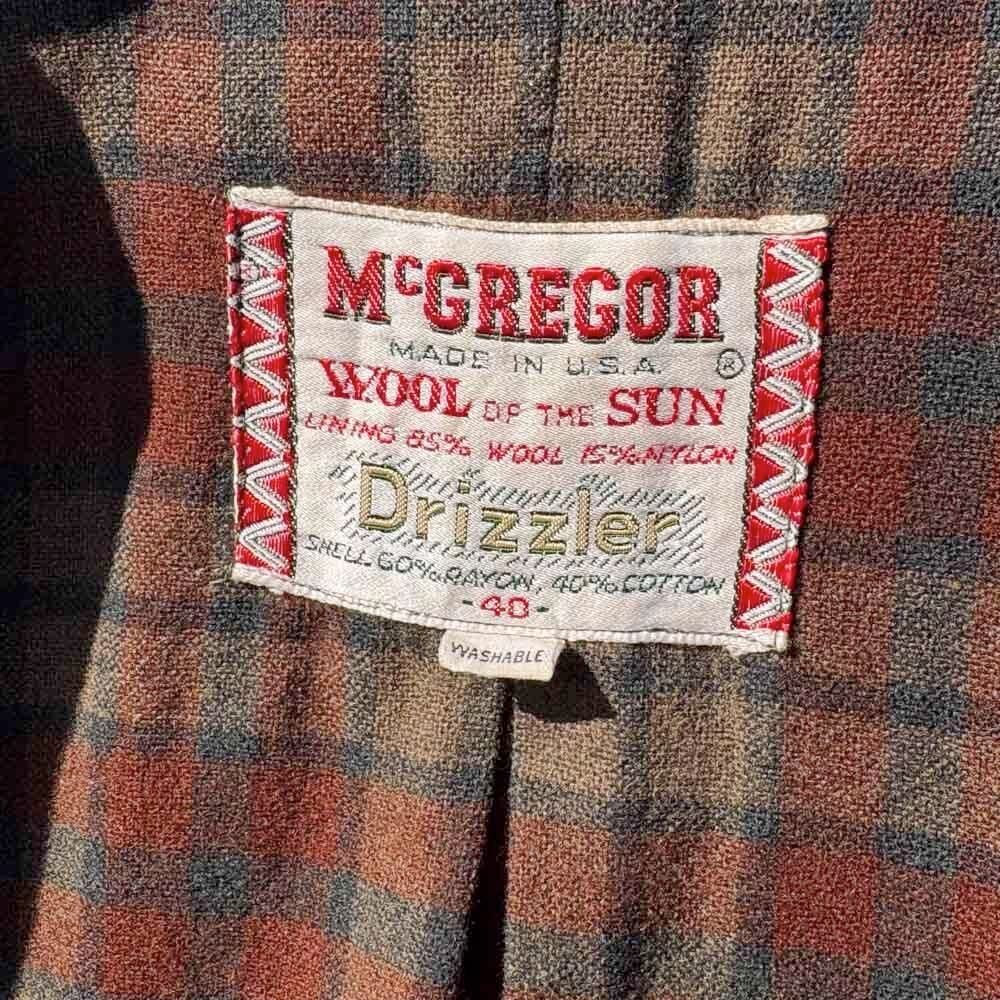 McGREGOR
MADE IN U.S.A. ®
WOOL OF THE SUN
LINING 85% WOOL 15% NYLON
Drizzler
SHELL 60% RAYON, 40% COTTON
- 40 -
WASHABLE